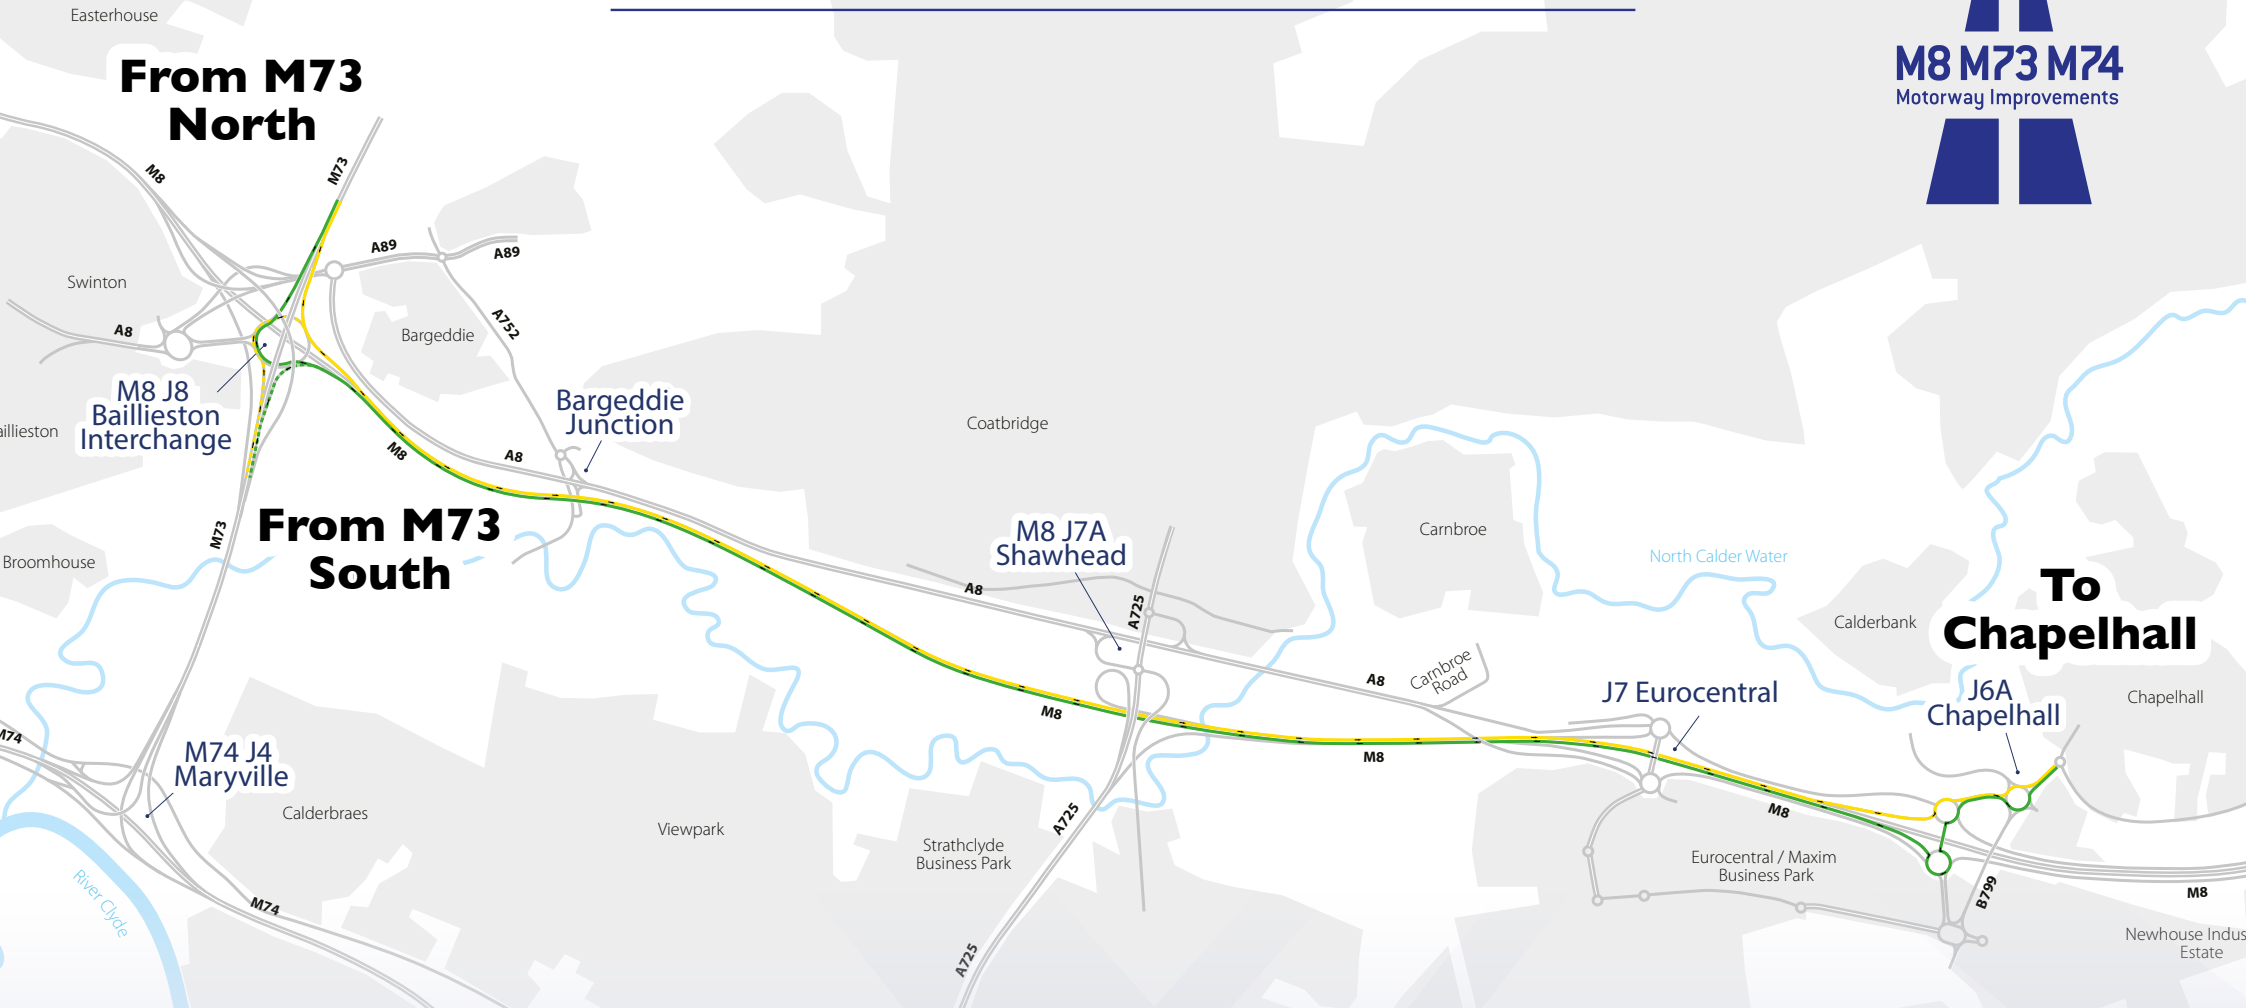 Easterhouse
From M73
North
M8 M73 M74
Motorway Improvements
M8
M73
A89
A89
Swinton
A8
Bargeddie
A752
M8 J8
Baillieston
Interchange
aillieston
Bargeddie
Junction
Coatbridge
M8
A8
From M73
South
M73
Broomhouse
M8 J7A
Shawhead
A8
A725
Carnbroe
North Calder Water
To
Chapelhall
Calderbank
Carnbroe
Road
A8
J7 Eurocentral
J6A
Chapelhall
Chapelhall
M8
M8
M74
M74 J4
Maryville
Calderbraes
Viewpark
A725
Strathclyde
Business Park
M8
Eurocentral / Maxim
Business Park
B799
M8
River Clyde
M74
A725
Newhouse Indus
Estate